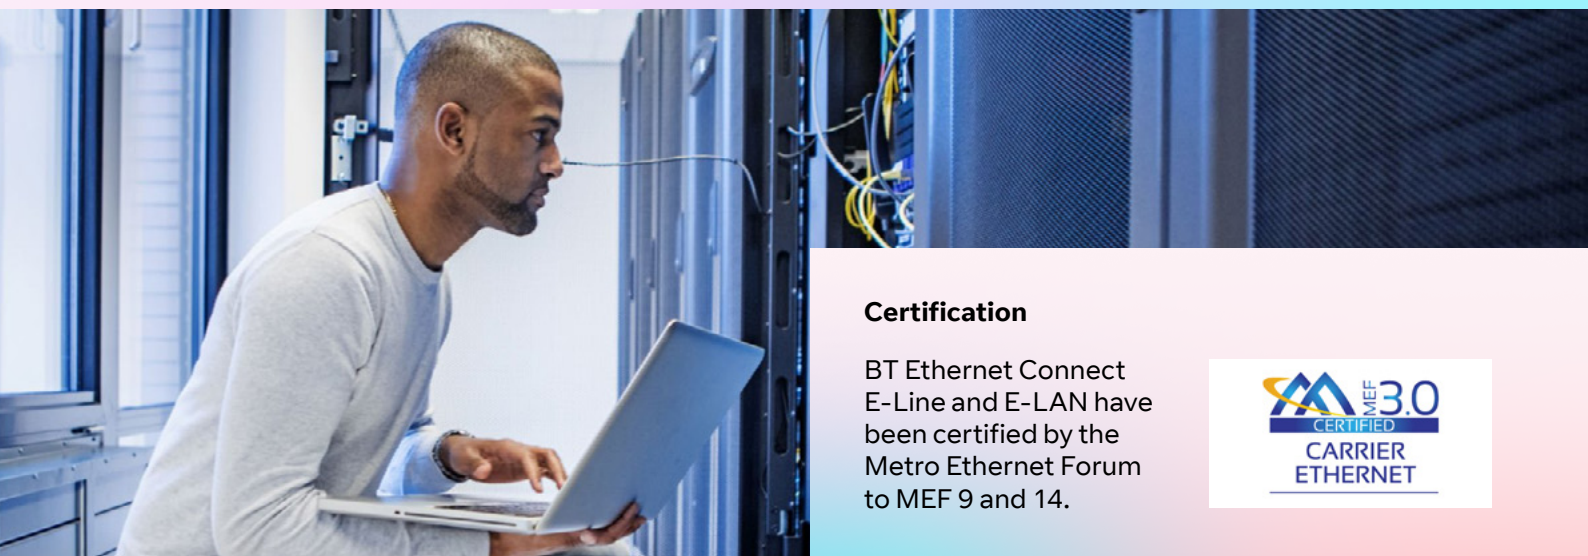 Certification
BT Ethernet Connect
E-Line and E-LAN have
been certified by the
Metro Ethernet Forum
to MEF 9 and 14.
MEF 3.0
CERTIFIED
CARRIER
ETHERNET